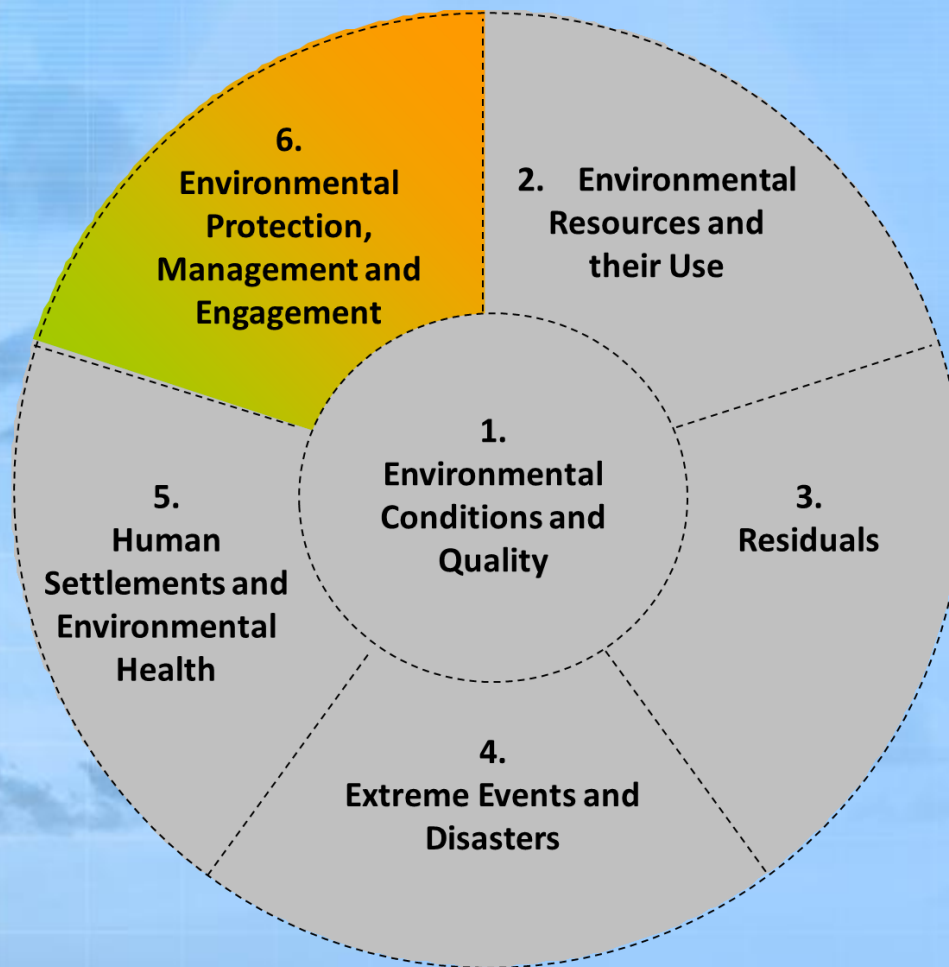 1.
Environmental
Conditions and
Quality
2. Environmental
Resources and
their Use
3.
Residuals
4.
Extreme Events and
Disasters
5.
Human
Settlements and
Environmental
Health
6.
Environmental
Protection,
Management and
Engagement